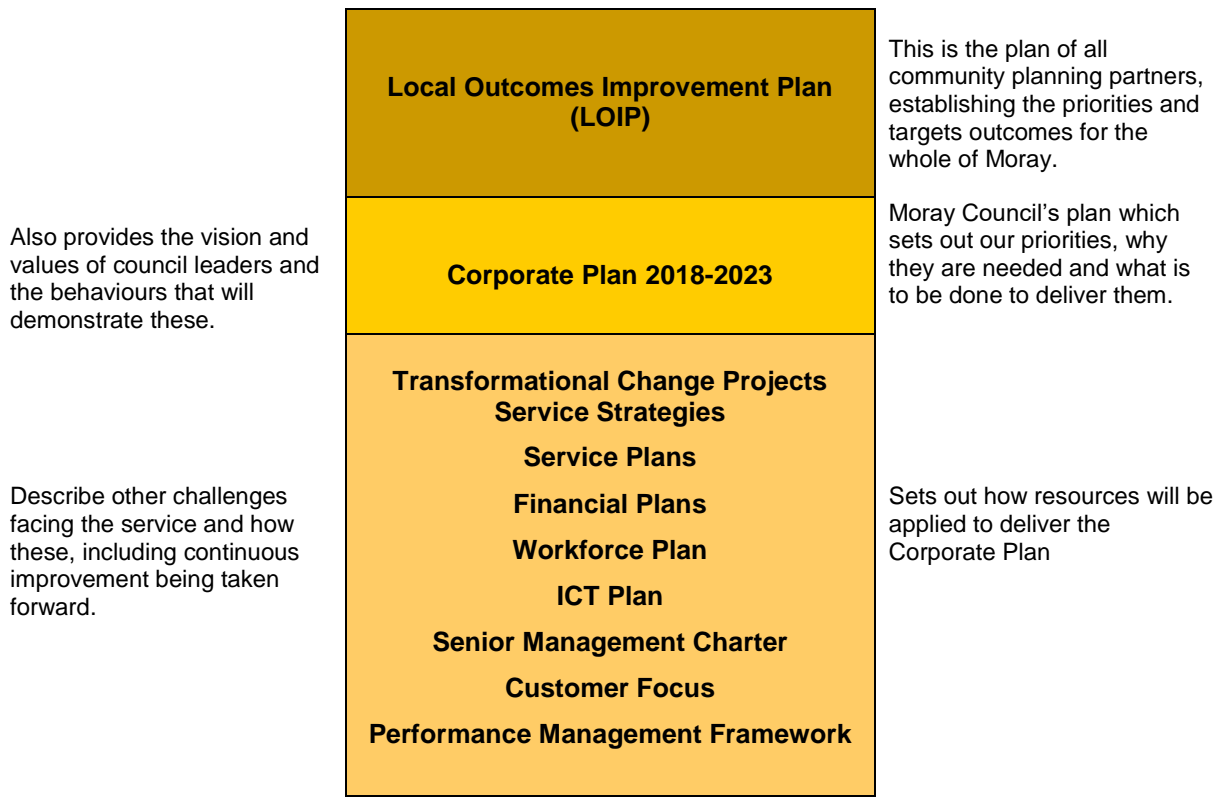 Local Outcomes Improvement Plan
(LOIP)
This is the plan of all
community planning partners,
establishing the priorities and
targets outcomes for the
whole of Moray.
Also provides the vision and
values of council leaders and
the behaviours that will
demonstrate these.
Corporate Plan 2018-2023
Moray Council’s plan which
sets out our priorities, why
they are needed and what is
to be done to deliver them.
Describe other challenges
facing the service and how
these, including continuous
improvement being taken
forward.
Transformational Change Projects
Service Strategies
Service Plans
Financial Plans
Workforce Plan
ICT Plan
Senior Management Charter
Customer Focus
Performance Management Framework
Sets out how resources will be
applied to deliver the
Corporate Plan